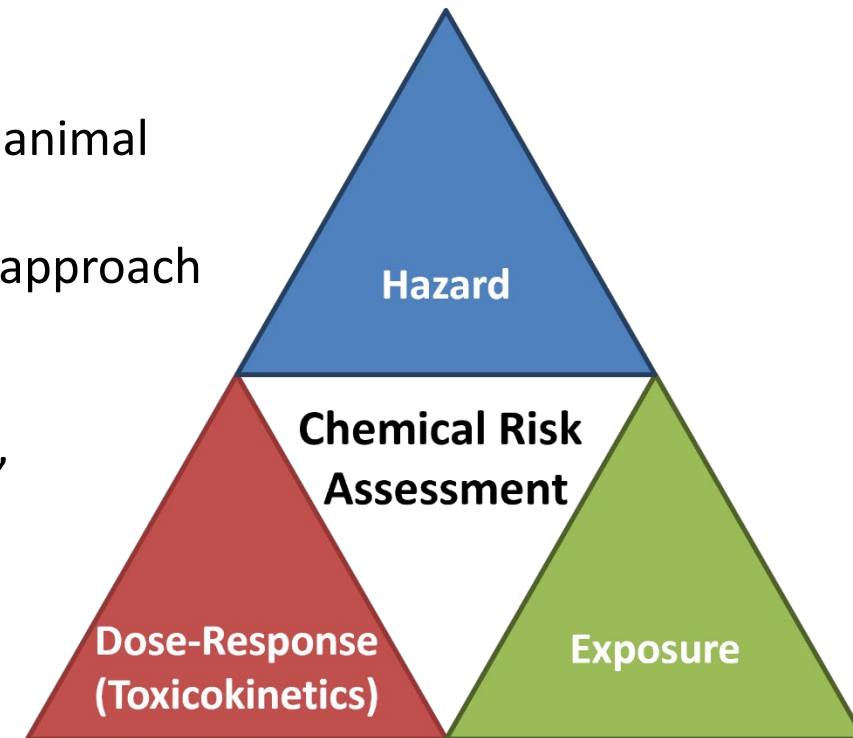 animal
approach
,
Hazard
Chemical Risk
Assessment
Dose-Response
(Toxicokinetics)
Exposure